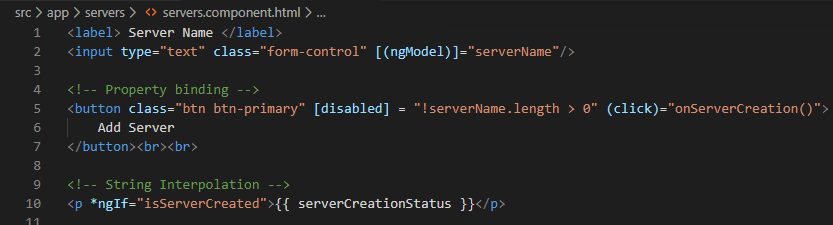 src > app > servers > <> servers.component.html > ...
1 <label> Server Name </label>
2 <input type="text" class="form-control" [(ngModel)]="serverName"/>
3
4 <!-- Property binding -->
5 <button class="btn btn-primary" [disabled] = "!serverName.length > 0" (click)="onServerCreation()">
6 Add Server
7 </button><br><br>
8
9 <!-- String Interpolation -->
10 <p *ngIf="isServerCreated">{{ serverCreationStatus }}</p>
11